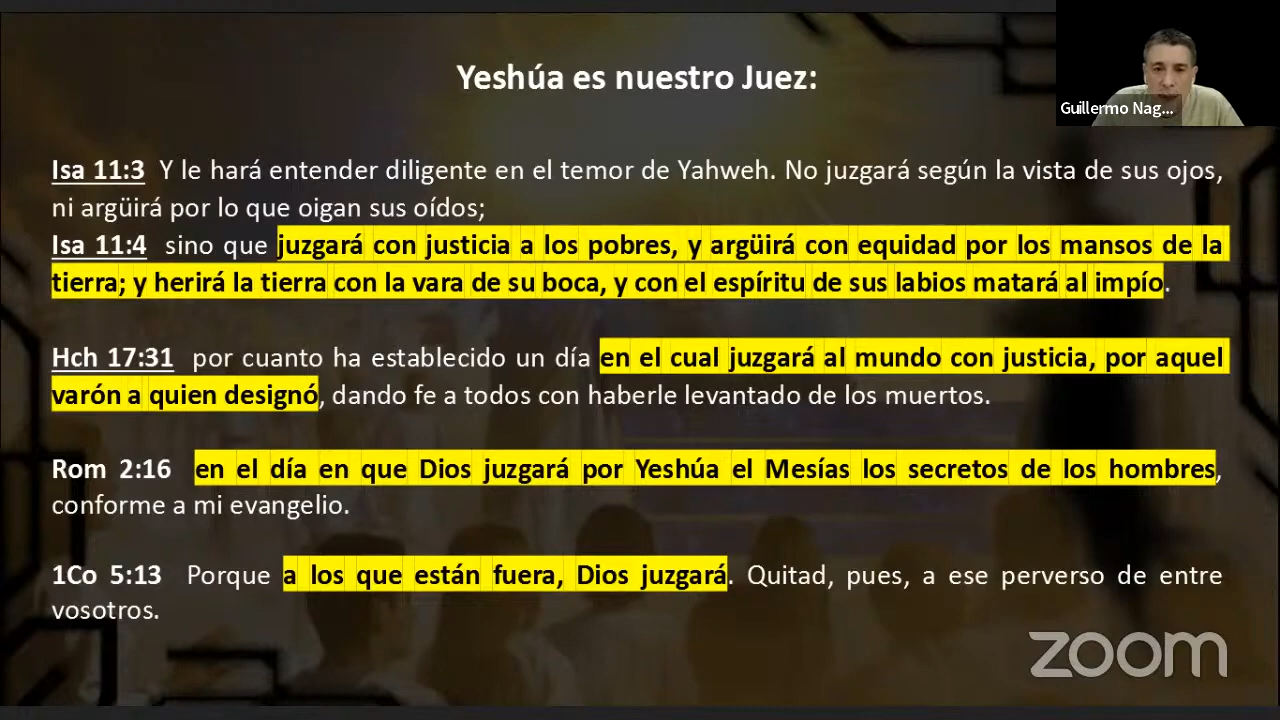 Yeshúa es nuestro Juez:
Guillermo Nag...
Isa 11:3 Y le hará entender diligente en el temor de Yahweh. No juzgará según la vista de sus ojos,
ni argüirá por lo que oigan sus oídos;
Isa 11:4 sino que juzgará con justicia a los pobres, y argüirá con equidad por los mansos de la
tierra; y herirá la tierra con la vara de su boca, y con el espíritu de sus labios matará al impío.
Hch 17:31 por cuanto ha establecido un día en el cual juzgará al mundo con justicia, por aquel
varón a quien designó, dando fe a todos con haberle levantado de los muertos.
Rom 2:16 en el día en que Dios juzgará por Yeshúa el Mesías los secretos de los hombres,
conforme a mi evangelio.
1Co 5:13 Porque a los que están fuera, Dios juzgará. Quitad, pues, a ese perverso de entre
vosotros.
zoom